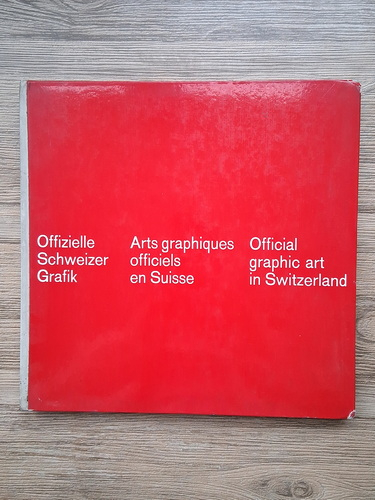 Offizielle
Schweizer
Grafik
Arts graphiques
officiels
en Suisse
Official
graphic art
in Switzerland